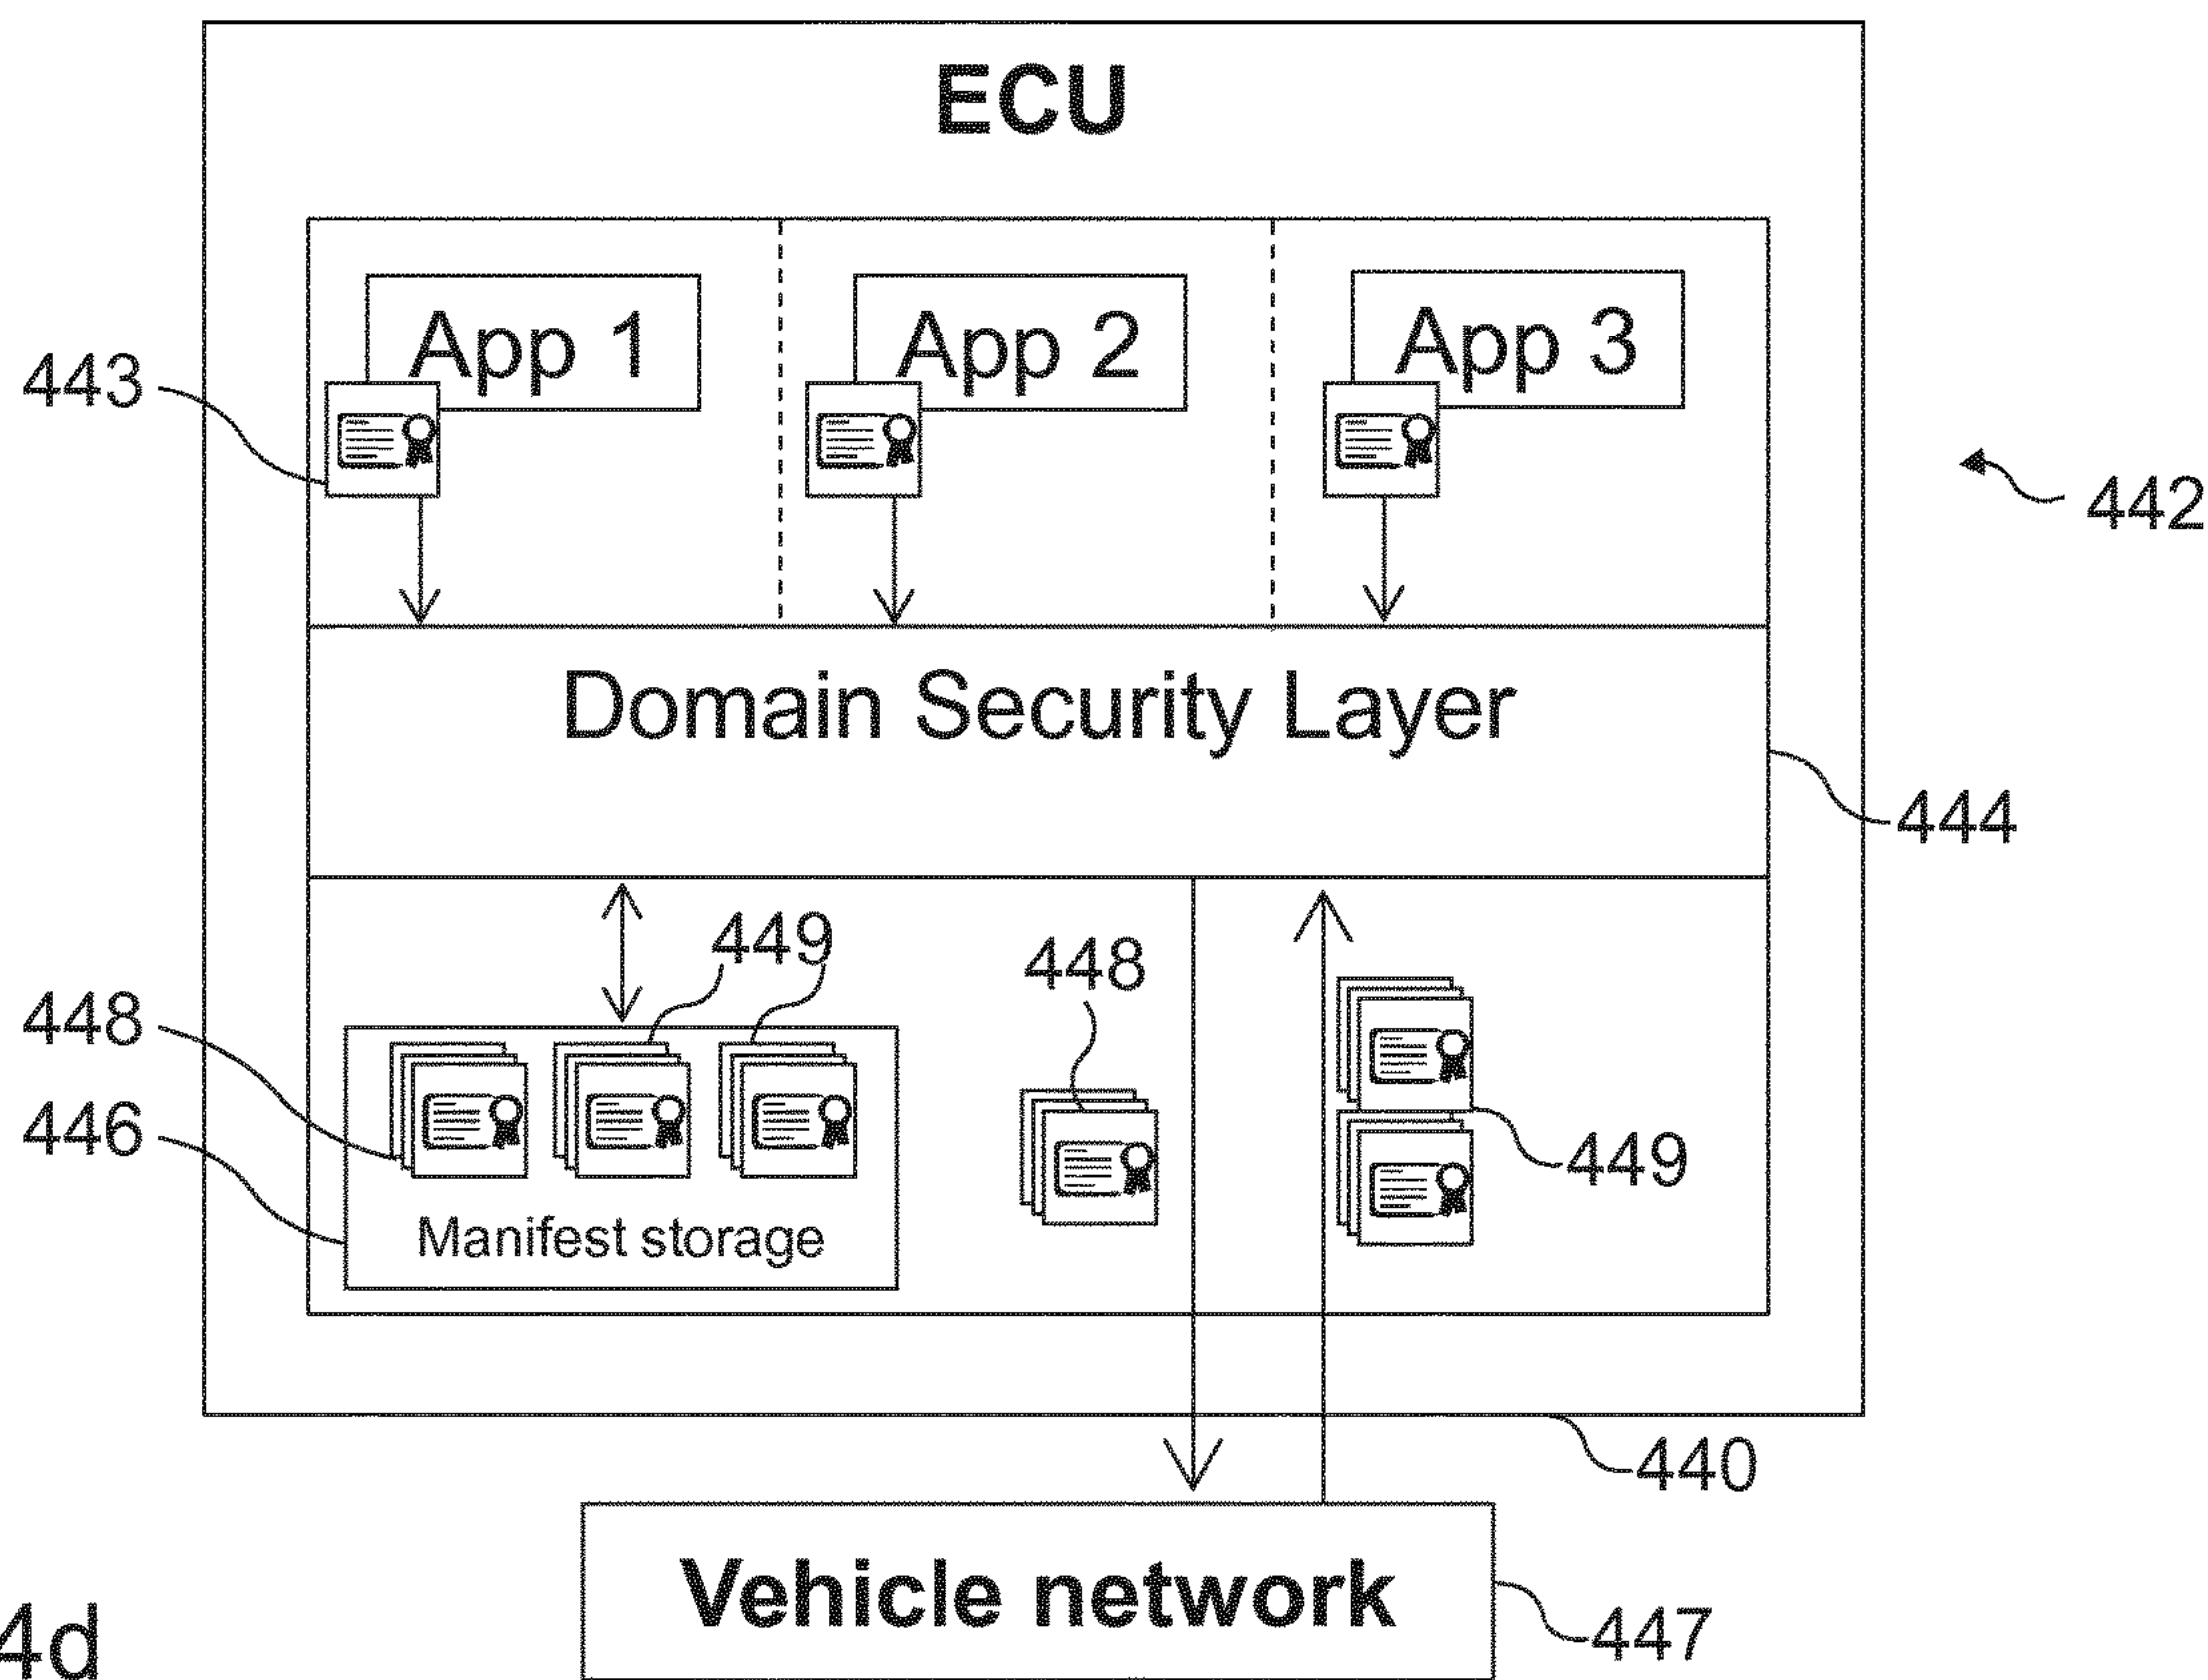 ECU
App 1
App 2
App 3
443
442
Domain Security Layer
444
449
448
448
446
449
Manifest storage
440
Vehicle network
447
4d